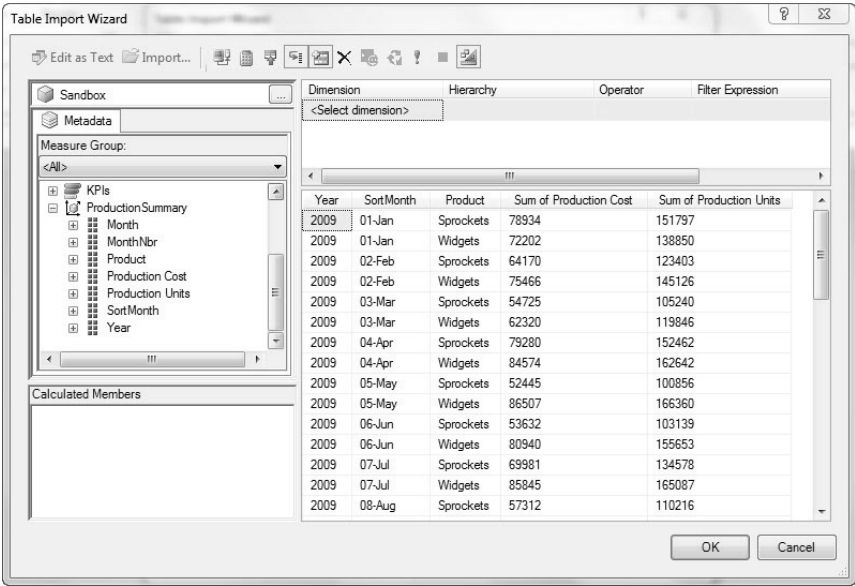 Table Import Wizard
Edit as Text Import...
Sandbox ...
Metadata
Measure Group:
<All>
KPIs
ProductionSummary
Month
MonthNbr
Product
Production Cost
Production Units
SortMonth
Year
Calculated Members
Dimension Hierarchy Operator Filter Expression
<Select dimension>
Year SortMonth Product Sum of Production Cost Sum of Production Units
2009 01-Jan Sprockets 78934 151797
2009 01-Jan Widgets 72202 138850
2009 02-Feb Sprockets 64170 123403
2009 02-Feb Widgets 75466 145126
2009 03-Mar Sprockets 54725 105240
2009 03-Mar Widgets 62320 119846
2009 04-Apr Sprockets 79280 152462
2009 04-Apr Widgets 84574 162642
2009 05-May Sprockets 52445 100856
2009 05-May Widgets 86507 166360
2009 06-Jun Sprockets 53632 103139
2009 06-Jun Widgets 80940 155653
2009 07-Jul Sprockets 69981 134578
2009 07-Jul Widgets 85845 165087
2009 08-Aug Sprockets 57312 110216
OK Cancel